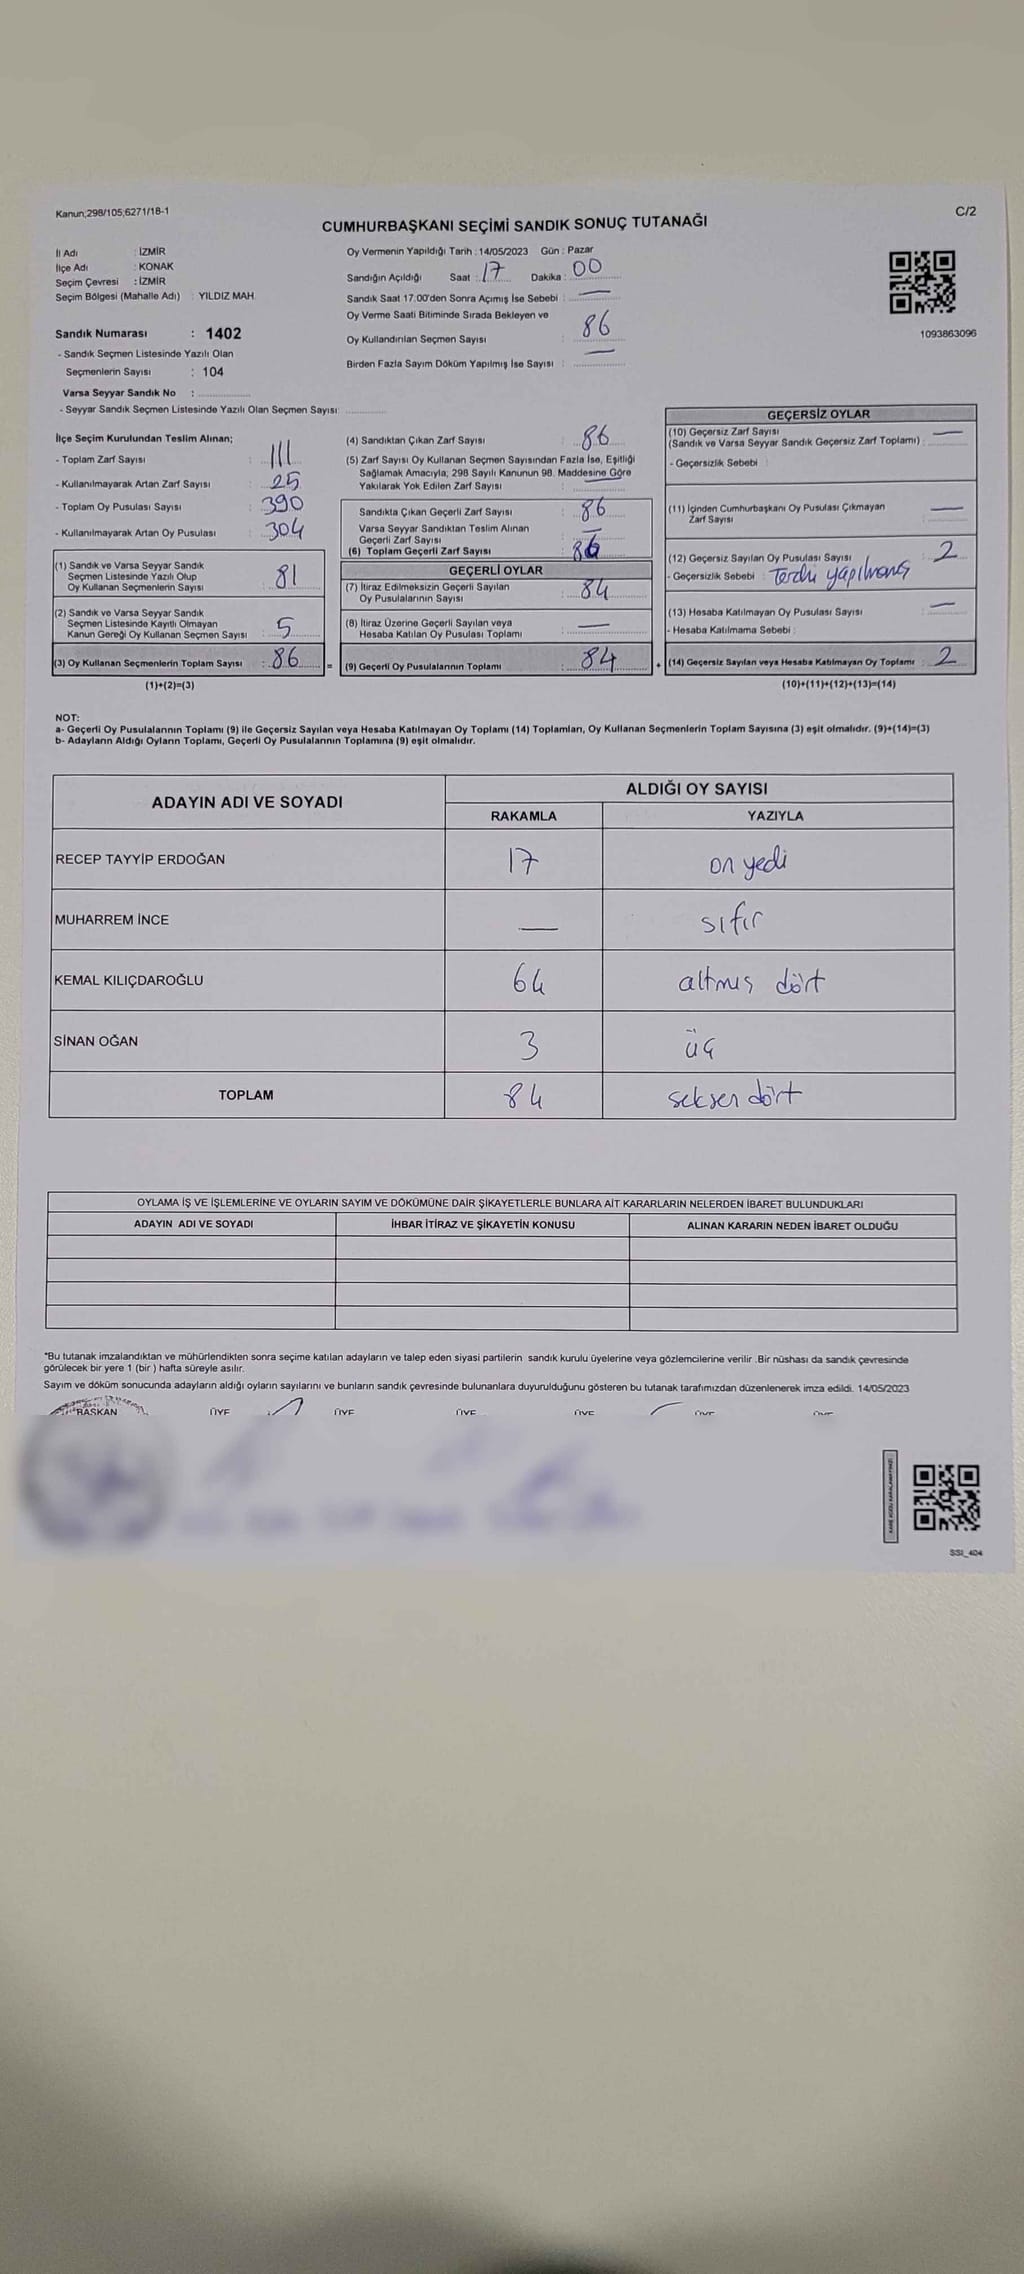 Kanun;298/105,6271/18-1
C/2
CUMHURBAŞKANI SEÇİMİ SANDIK SONUÇ TUTANAĞI
İl Adı : İZMİR
İlçe Adı : KONAK
Seçim Çevresi : İZMİR
Seçim Bölgesi (Mahalle Adı) : YILDIZ MAH.
Sandık Numarası : 1402
- Sandık Seçmen Listesinde Yazılı Olan
Seçmenlerin Sayısı : 104
Varsa Seyyar Sandık No :
- Seyyar Sandık Seçmen Listesinde Yazılı Olan Seçmen Sayısı:
Oy Vermenin Yapıldığı Tarih : 14/05/2023 Gün : Pazar
Sandığın Açıldığı Saat : 17 Dakika : 00
Sandık Saat 17:00'den Sonra Açımış İse Sebebi : —
Oy Verme Saati Bitiminde Sırada Bekleyen ve
Oy Kullandırılan Seçmen Sayısı : 86
Birden Fazla Sayım Döküm Yapılmış İse Sayısı : —
1093863096
İlçe Seçim Kurulundan Teslim Alınan;
- Toplam Zarf Sayısı : 111
- Kullanılmayarak Artan Zarf Sayısı : 25
- Toplam Oy Pusulası Sayısı : 390
- Kullanılmayarak Artan Oy Pusulası : 304
(1) Sandık ve Varsa Seyyar Sandık
Seçmen Listesinde Yazılı Olup
Oy Kullanan Seçmenlerin Sayısı : 81
(2) Sandık ve Varsa Seyyar Sandık
Seçmen Listesinde Kayıtlı Olmayan
Kanun Gereği Oy Kullanan Seçmen Sayısı : 5
(3) Oy Kullanan Seçmenlerin Toplam Sayısı : 86 =
(1)+(2)=(3)
(4) Sandıktan Çıkan Zarf Sayısı : 86
(5) Zarf Sayısı Oy Kullanan Seçmen Sayısından Fazla İse, Eşitliği
Sağlamak Amacıyla; 298 Sayılı Kanunun 98. Maddesine Göre
Yakılarak Yok Edilen Zarf Sayısı : —
Sandıkta Çıkan Geçerli Zarf Sayısı : 86
Varsa Seyyar Sandıktan Teslim Alınan
Geçerli Zarf Sayısı : —
(6) Toplam Geçerli Zarf Sayısı : 86
GEÇERLİ OYLAR
(7) İtiraz Edilmeksizin Geçerli Sayılan
Oy Pusulalarının Sayısı : 84
(8) İtiraz Üzerine Geçerli Sayılan veya
Hesaba Katılan Oy Pusulası Toplamı : —
(9) Geçerli Oy Pusulalarının Toplamı : 84 +
GEÇERSİZ OYLAR
(10) Geçersiz Zarf Sayısı
(Sandık ve Varsa Seyyar Sandık Geçersiz Zarf Toplamı) : —
- Geçersizlik Sebebi :
(11) İçinden Cumhurbaşkanı Oy Pusulası Çıkmayan
Zarf Sayısı : —
(12) Geçersiz Sayılan Oy Pusulası Sayısı : 2
- Geçersizlik Sebebi : Tercih yapılmamış
(13) Hesaba Katılmayan Oy Pusulası Sayısı : —
- Hesaba Katılmama Sebebi :
(14) Geçersiz Sayılan veya Hesaba Katılmayan Oy Toplamı : 2
(10)+(11)+(12)+(13)=(14)
NOT:
a- Geçerli Oy Pusulalarının Toplamı (9) ile Geçersiz Sayılan veya Hesaba Katılmayan Oy Toplamı (14) Toplamları, Oy Kullanan Seçmenlerin Toplam Sayısına (3) eşit olmalıdır. (9)+(14)=(3)
b- Adayların Aldığı Oyların Toplamı, Geçerli Oy Pusulalarının Toplamına (9) eşit olmalıdır.
ADAYIN ADI VE SOYADI
ALDIĞI OY SAYISI
RAKAMLA YAZIYLA
RECEP TAYYİP ERDOĞAN 17 on yedi
MUHARREM İNCE — sıfır
KEMAL KILIÇDAROĞLU 64 altmış dört
SİNAN OĞAN 3 üç
TOPLAM 84 seksen dört
OYLAMA İŞ VE İŞLEMLERİNE VE OYLARIN SAYIM VE DÖKÜMÜNE DAİR ŞİKAYETLERLE BUNLARA AİT KARARLARIN NELERDEN İBARET BULUNDUKLARI
ADAYIN ADI VE SOYADI İHBAR İTİRAZ VE ŞİKAYETİN KONUSU ALINAN KARARIN NEDEN İBARET OLDUĞU
*Bu tutanak imzalandıktan ve mühürlendikten sonra seçime katılan adayların ve talep eden siyasi partilerin sandık kurulu üyelerine veya gözlemcilerine verilir .Bir nüshası da sandık çevresinde
görülecek bir yere 1 (bir ) hafta süreyle asılır.
Sayım ve döküm sonucunda adayların aldığı oyların sayılarını ve bunların sandık çevresinde bulunanlara duyurulduğunu gösteren bu tutanak tarafımızdan düzenlenerek imza edildi. 14/05/2023
BAŞKAN ÜYE ÜYE ÜYE ÜYE ÜYE ÜYE
SSI_404